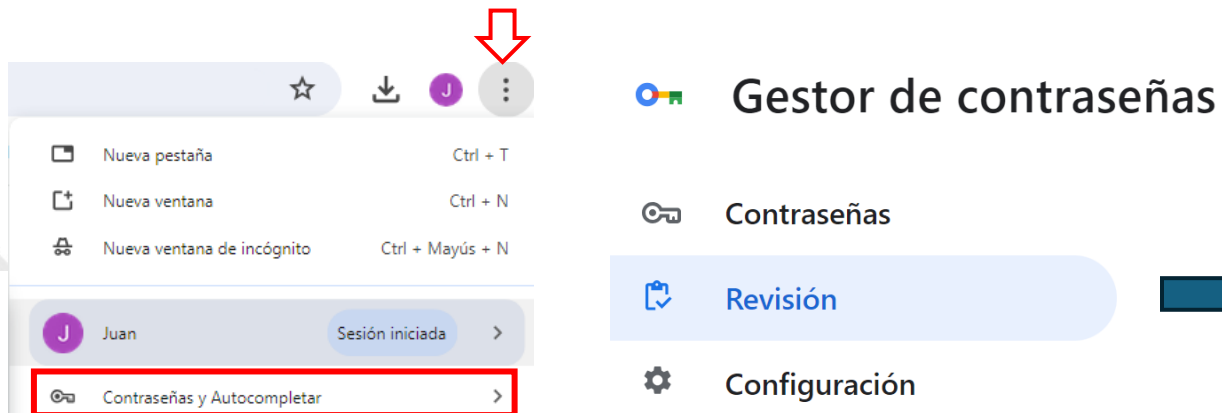 J
Nueva pestaña Ctrl + T
Nueva ventana Ctrl + N
Nueva ventana de incógnito Ctrl + Mayús + N
J Juan Sesión iniciada
Contraseñas y Autocompletar
Gestor de contraseñas
Contraseñas
Revisión
Configuración